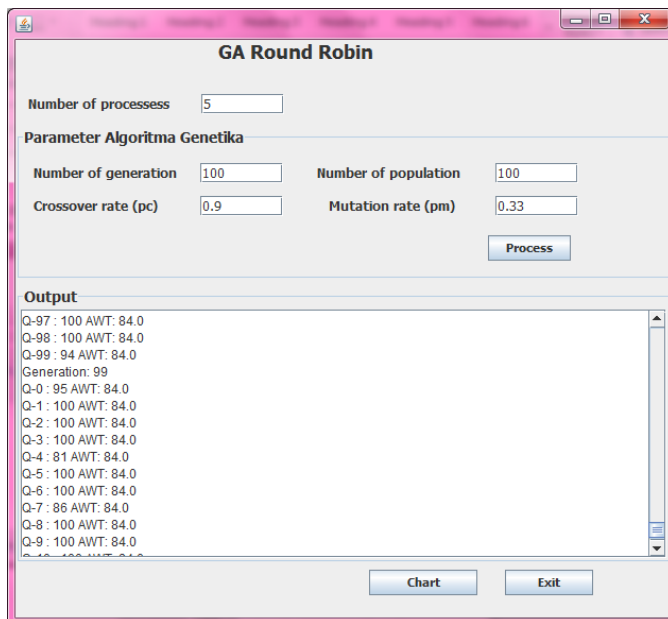 GA Round Robin
Number of processess 5
Parameter Algoritma Genetika
Number of generation 100 Number of population 100
Crossover rate (pc) 0.9 Mutation rate (pm) 0.33
Process
Output
Q-97 : 100 AWT: 84.0
Q-98 : 100 AWT: 84.0
Q-99 : 94 AWT: 84.0
Generation: 99
Q-0 : 95 AWT: 84.0
Q-1 : 100 AWT: 84.0
Q-2 : 100 AWT: 84.0
Q-3 : 100 AWT: 84.0
Q-4 : 81 AWT: 84.0
Q-5 : 100 AWT: 84.0
Q-6 : 100 AWT: 84.0
Q-7 : 86 AWT: 84.0
Q-8 : 100 AWT: 84.0
Q-9 : 100 AWT: 84.0
Chart Exit